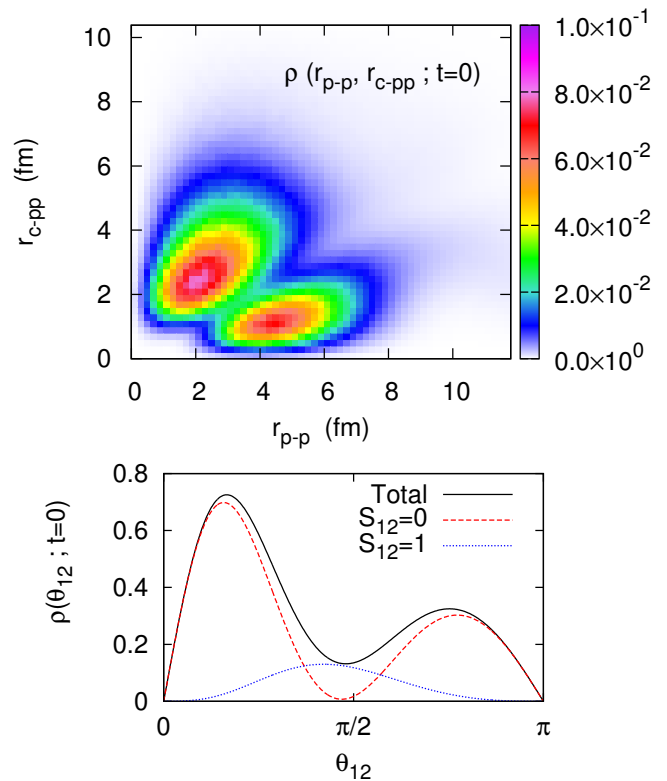 ρ (r_p-p, r_c-pp ; t=0)
r_c-pp (fm)
10
8
6
4
2
0
0 2 4 6 8 10
r_p-p (fm)
1.0×10^-1
8.0×10^-2
6.0×10^-2
4.0×10^-2
2.0×10^-2
0.0×10^0
ρ(θ_12 ; t=0)
0.8
0.6
0.4
0.2
0
Total
S_12=0
S_12=1
0 π/2 π
θ_12